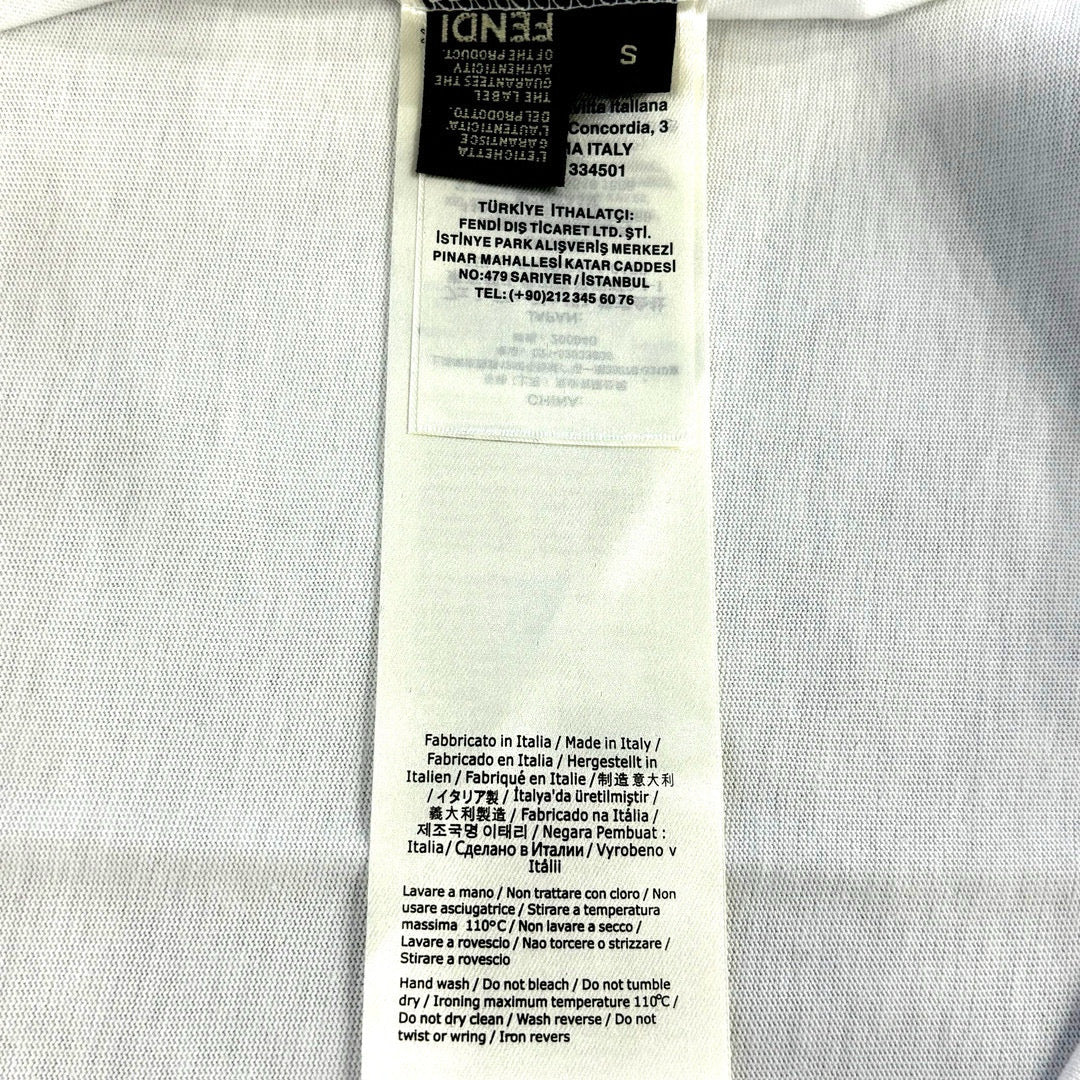 FENDI
OF THE PRODUCT.
AUTHENTICITY
GUARANTEES THE
THE LABEL
DEL PRODOTTO.
L'AUTENTICITA'
GARANTISCE
L'ETICHETTA
S
Italiana
Concordia, 3
ITALY
334501
TÜRKİYE İTHALATÇI:
FENDİ DIŞ TİCARET LTD. ŞTİ.
İSTİNYE PARK ALIŞVERİŞ MERKEZİ
PINAR MAHALLESİ KATAR CADDESİ
NO:479 SARIYER / İSTANBUL
TEL: (+90)212 345 60 76
JAPAN:
CHINA:
Fabbricato in Italia / Made in Italy /
Fabricado en Italia / Hergestellt in
Italien / Fabriqué en Italie / 制造意大利
/ イタリア製 / İtalya'da üretilmiştir /
義大利製造 / Fabricado na Itália /
제조국명 이태리 / Negara Pembuat :
Italia / Сделано в Италии / Vyrobeno v
Itálii
Lavare a mano / Non trattare con cloro / Non
usare asciugatrice / Stirare a temperatura
massima 110°C / Non lavare a secco /
Lavare a rovescio / Nao torcere o strizzare /
Stirare a rovescio
Hand wash / Do not bleach / Do not tumble
dry / Ironing maximum temperature 110°C /
Do not dry clean / Wash reverse / Do not
twist or wring / Iron revers